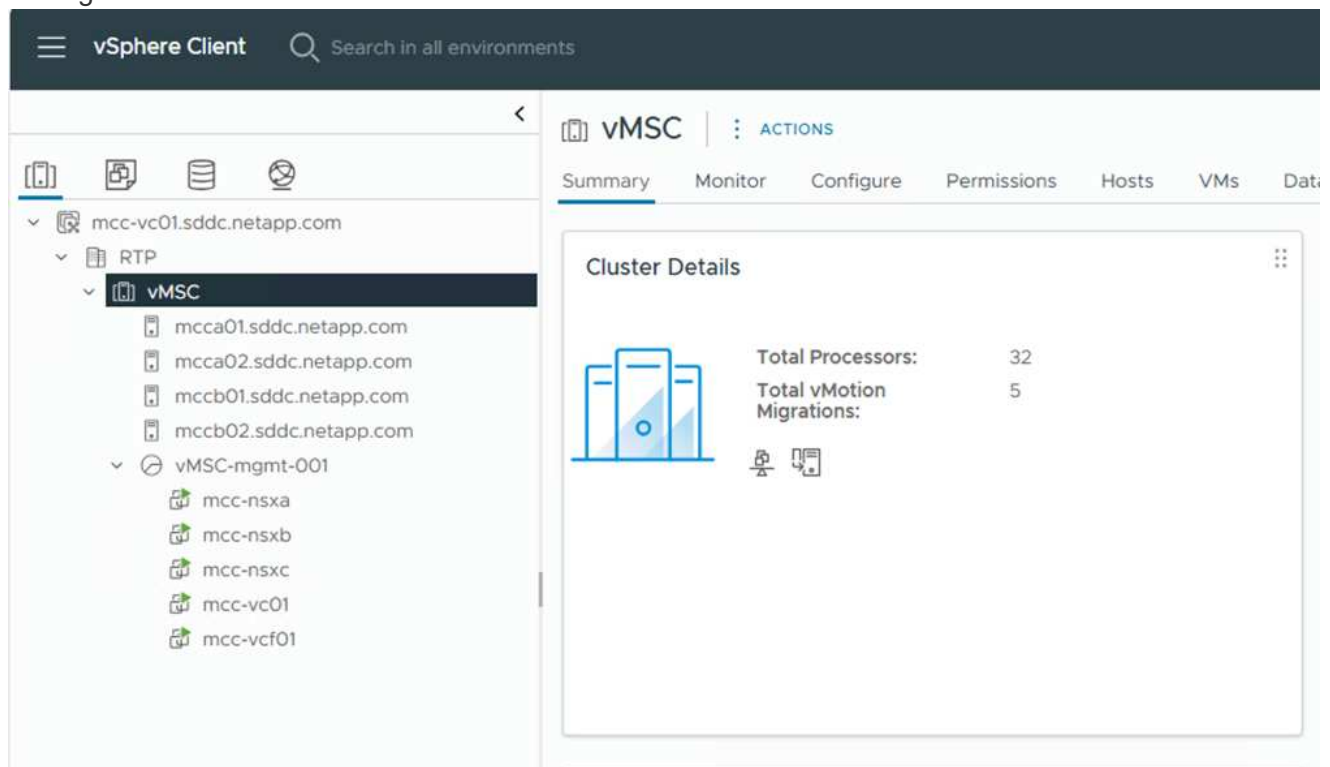 vSphere Client
Search in all environments
vMSC
ACTIONS
Summary Monitor Configure Permissions Hosts VMs
mcc-vc01.sddc.netapp.com
RTP
vMSC
mcca01.sddc.netapp.com
mcca02.sddc.netapp.com
mccb01.sddc.netapp.com
mccb02.sddc.netapp.com
vMSC-mgmt-001
mcc-nsxa
mcc-nsxb
mcc-nsxc
mcc-vc01
mcc-vcf01
Cluster Details
Total Processors: 32
Total vMotion 5
Migrations: